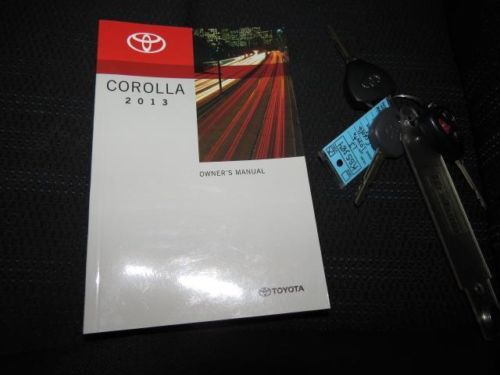 COROLLA
2013
OWNER'S MANUAL
TOYOTA